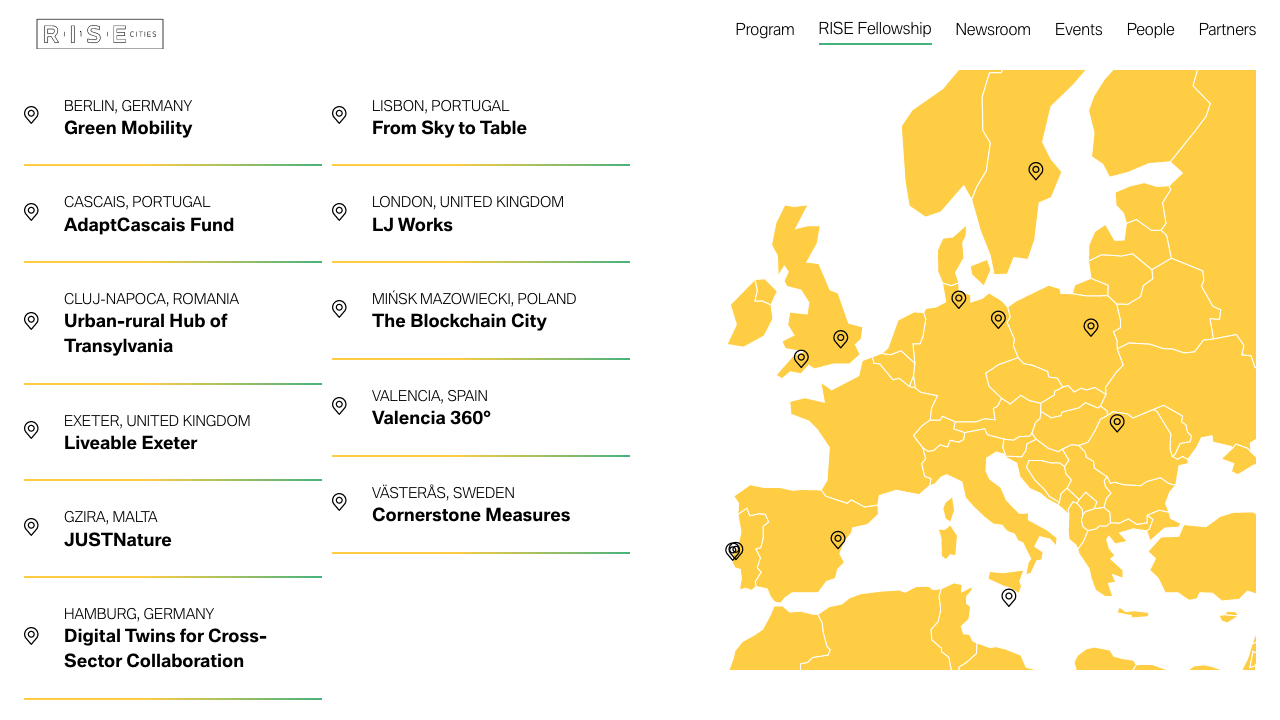 RISE CITIES
Program
RISE Fellowship
Newsroom
Events
People
Partners
BERLIN, GERMANY
Green Mobility
CASCAIS, PORTUGAL
AdaptCascais Fund
CLUJ-NAPOCA, ROMANIA
Urban-rural Hub of
Transylvania
EXETER, UNITED KINGDOM
Liveable Exeter
GZIRA, MALTA
JUSTNature
HAMBURG, GERMANY
Digital Twins for Cross-
Sector Collaboration
LISBON, PORTUGAL
From Sky to Table
LONDON, UNITED KINGDOM
LJ Works
MIŃSK MAZOWIECKI, POLAND
The Blockchain City
VALENCIA, SPAIN
Valencia 360º
VÄSTERÅS, SWEDEN
Cornerstone Measures